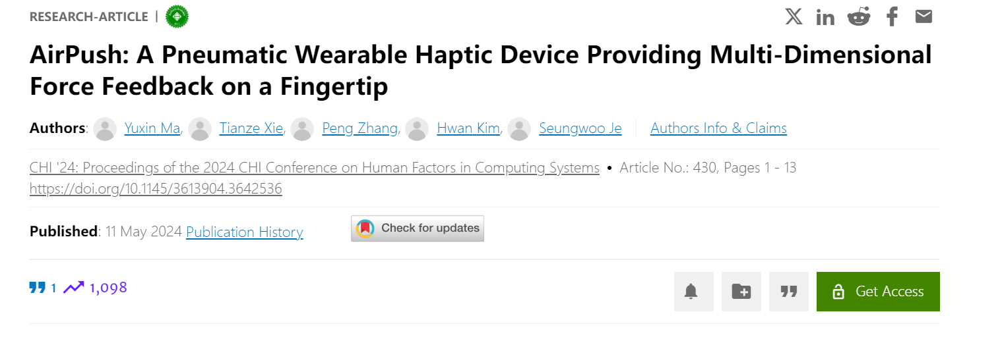 RESEARCH-ARTICLE |
AirPush: A Pneumatic Wearable Haptic Device Providing Multi-Dimensional
Force Feedback on a Fingertip
Authors: Yuxin Ma, Tianze Xie, Peng Zhang, Hwan Kim, Seungwoo Je Authors Info & Claims
CHI '24: Proceedings of the 2024 CHI Conference on Human Factors in Computing Systems • Article No.: 430, Pages 1 - 13
https://doi.org/10.1145/3613904.3642536
Published: 11 May 2024 Publication History Check for updates
1 1,098 Get Access